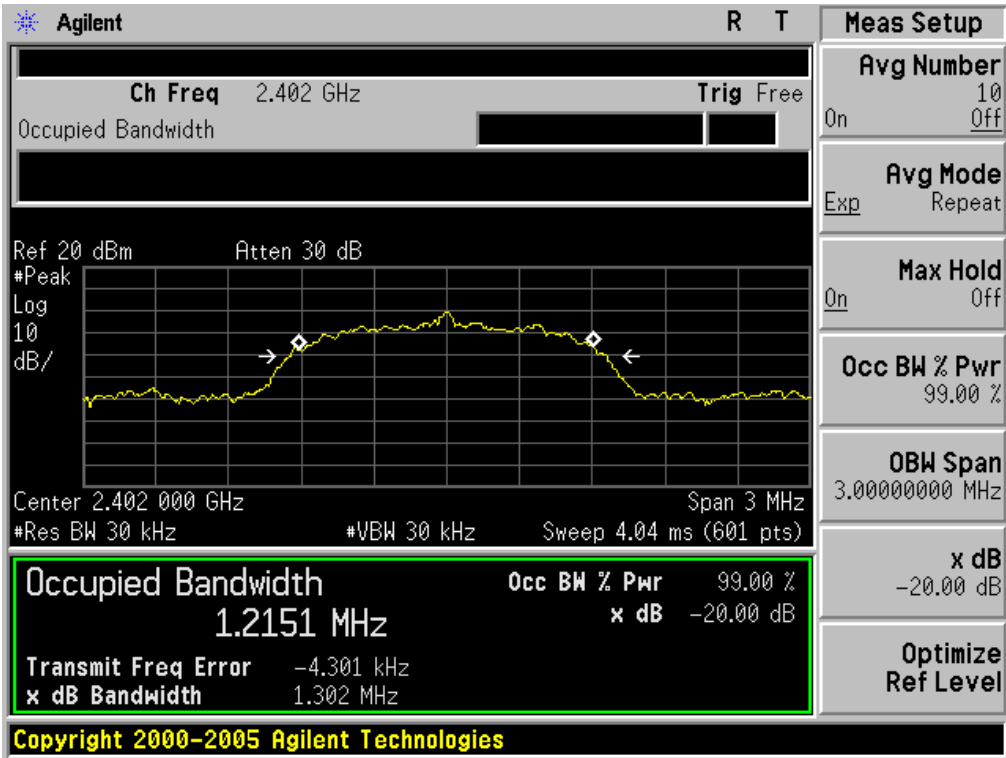 Agilent R T
Ch Freq 2.402 GHz Trig Free
Occupied Bandwidth
Ref 20 dBm Atten 30 dB
#Peak
Log
10
dB/
Center 2.402 000 GHz Span 3 MHz
#Res BW 30 kHz #VBW 30 kHz Sweep 4.04 ms (601 pts)
Occupied Bandwidth Occ BW % Pwr 99.00 %
1.2151 MHz x dB -20.00 dB
Transmit Freq Error -4.301 kHz
x dB Bandwidth 1.302 MHz
Copyright 2000-2005 Agilent Technologies
Meas Setup
Avg Number
10
On Off
Avg Mode
Exp Repeat
Max Hold
On Off
Occ BW % Pwr
99.00 %
OBW Span
3.00000000 MHz
x dB
-20.00 dB
Optimize
Ref Level